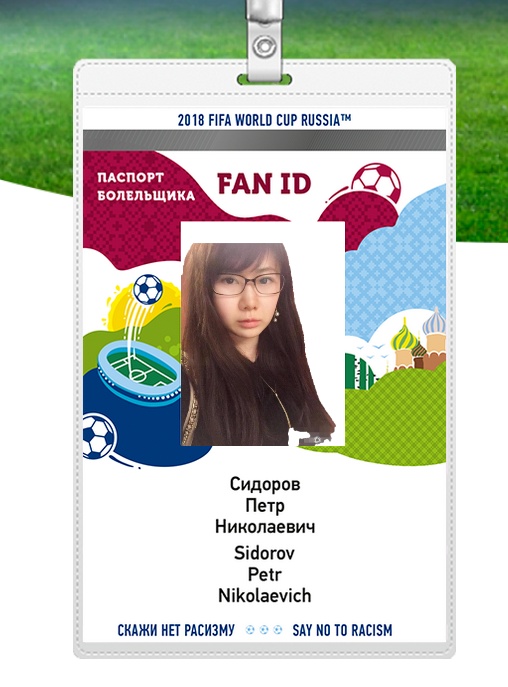 2018 FIFA WORLD CUP RUSSIA™
ПАСПОРТ
БОЛЕЛЬЩИКА
FAN ID
Сидоров
Петр
Николаевич
Sidorov
Petr
Nikolaevich
СКАЖИ НЕТ РАСИЗМУ
SAY NO TO RACISM